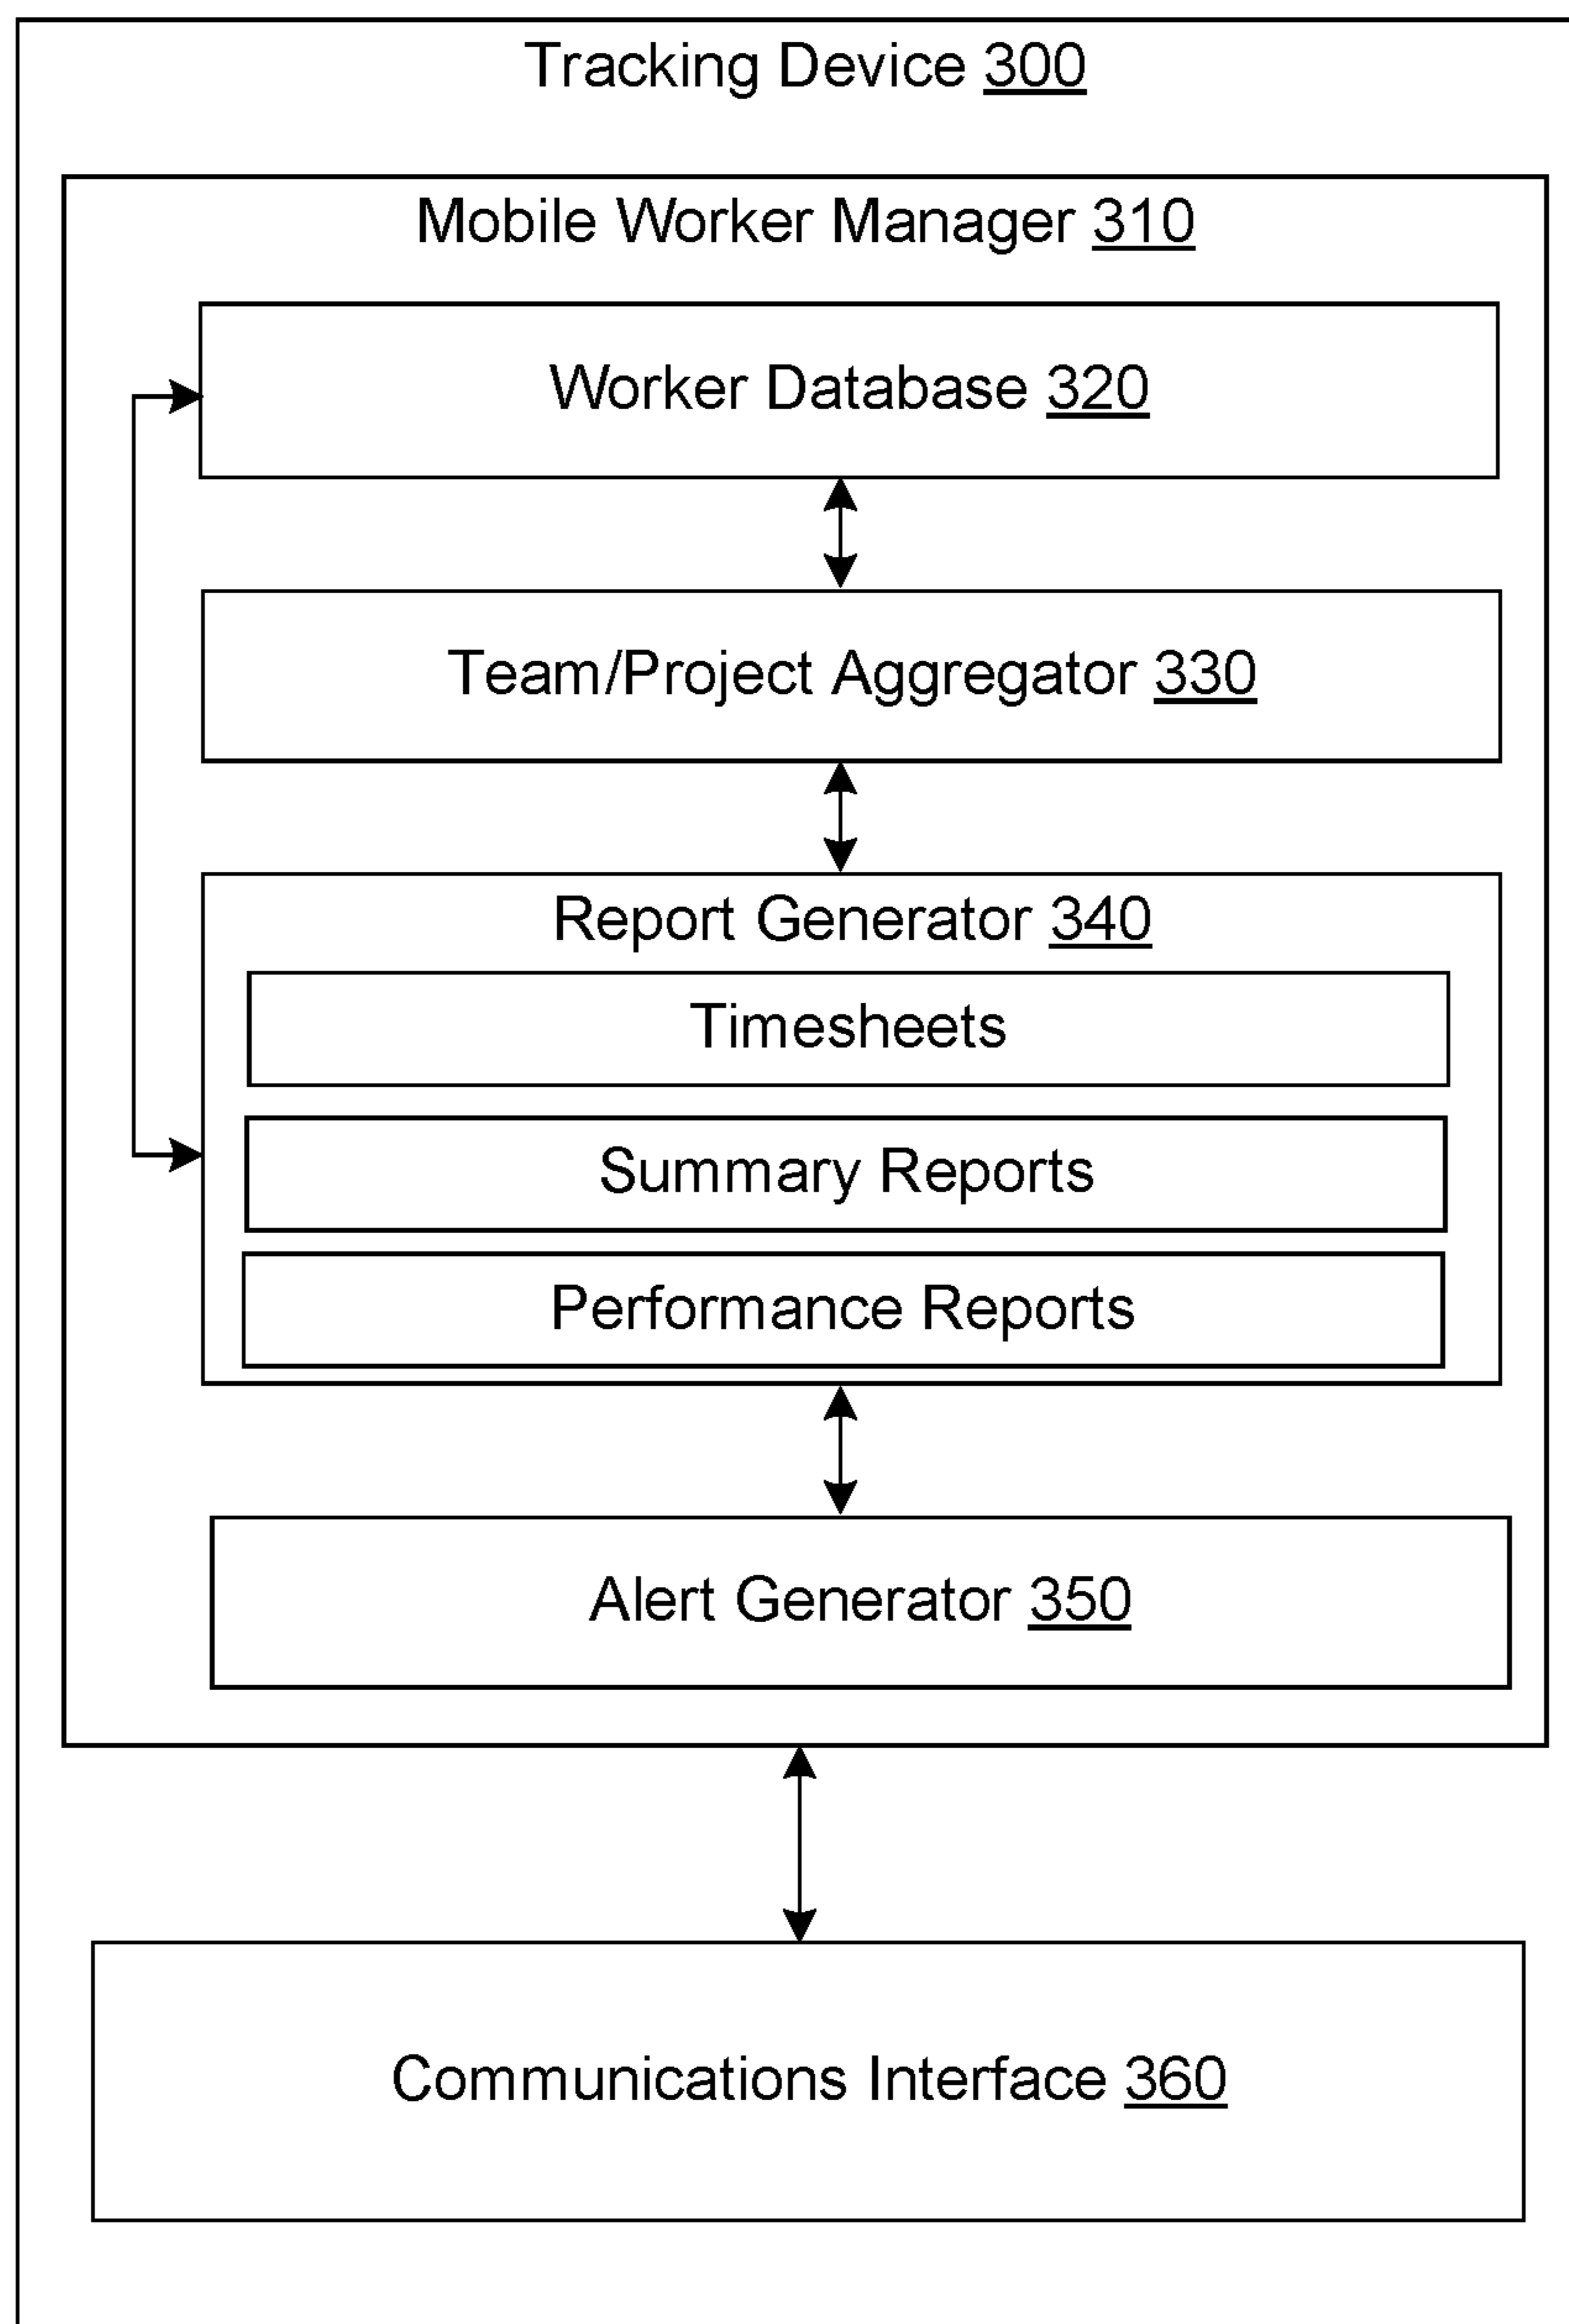 Tracking Device 300
Mobile Worker Manager 310
Worker Database 320
Team/Project Aggregator 330
Report Generator 340
Timesheets
Summary Reports
Performance Reports
Alert Generator 350
Communications Interface 360